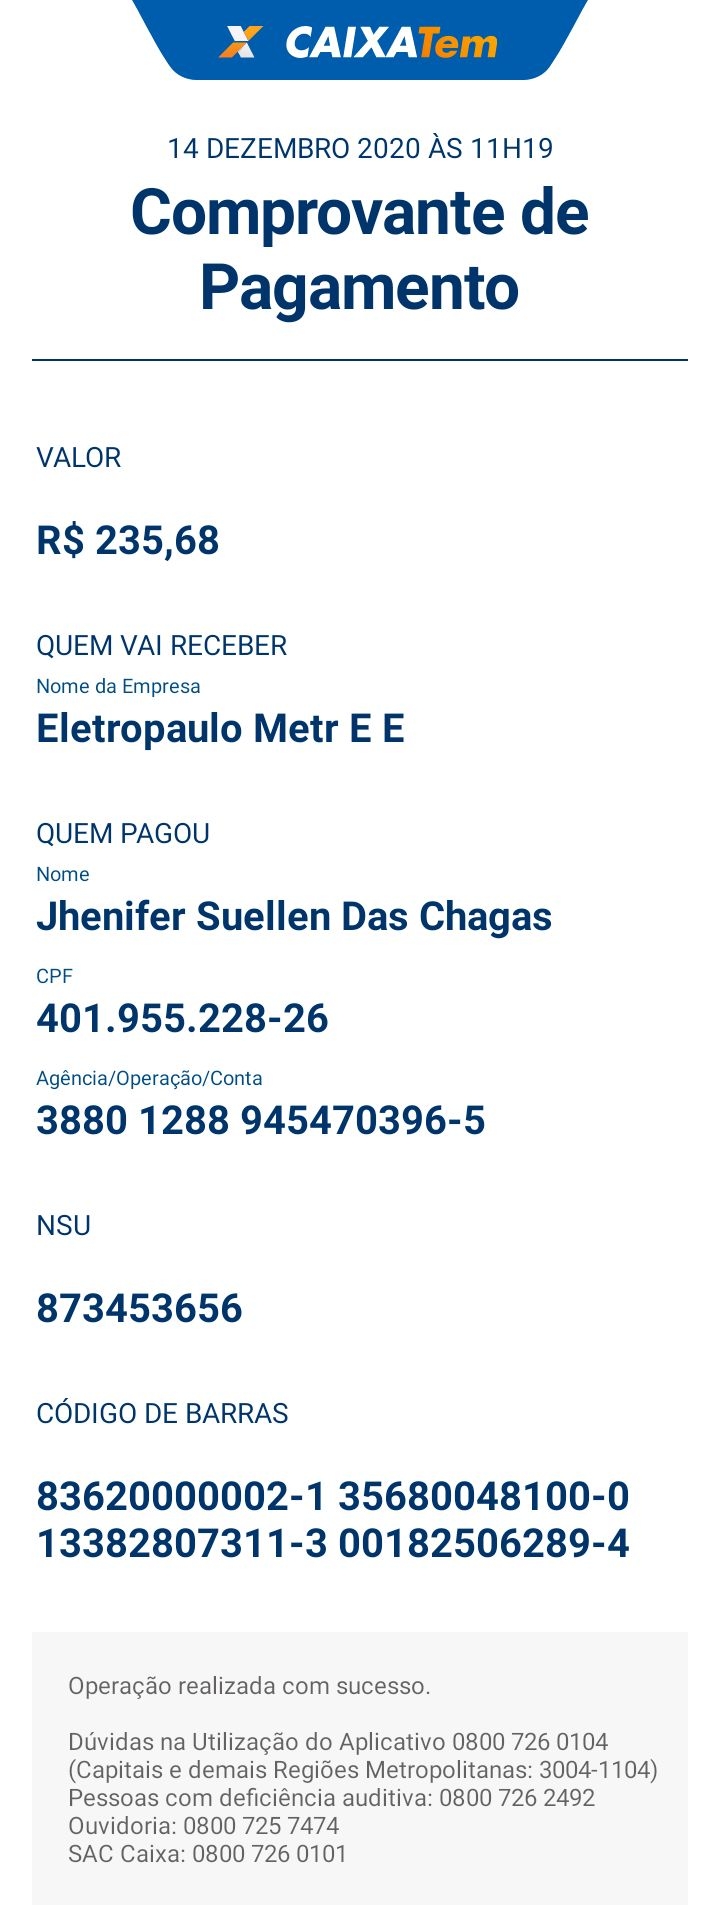 CAIXATem
14 DEZEMBRO 2020 ÀS 11H19
Comprovante de
Pagamento
VALOR
R$ 235,68
QUEM VAI RECEBER
Nome da Empresa
Eletropaulo Metr E E
QUEM PAGOU
Nome
Jhenifer Suellen Das Chagas
CPF
401.955.228-26
Agência/Operação/Conta
3880 1288 945470396-5
NSU
873453656
CÓDIGO DE BARRAS
83620000002-1 35680048100-0
13382807311-3 00182506289-4
Operação realizada com sucesso.
Dúvidas na Utilização do Aplicativo 0800 726 0104
(Capitais e demais Regiões Metropolitanas: 3004-1104)
Pessoas com deficiência auditiva: 0800 726 2492
Ouvidoria: 0800 725 7474
SAC Caixa: 0800 726 0101